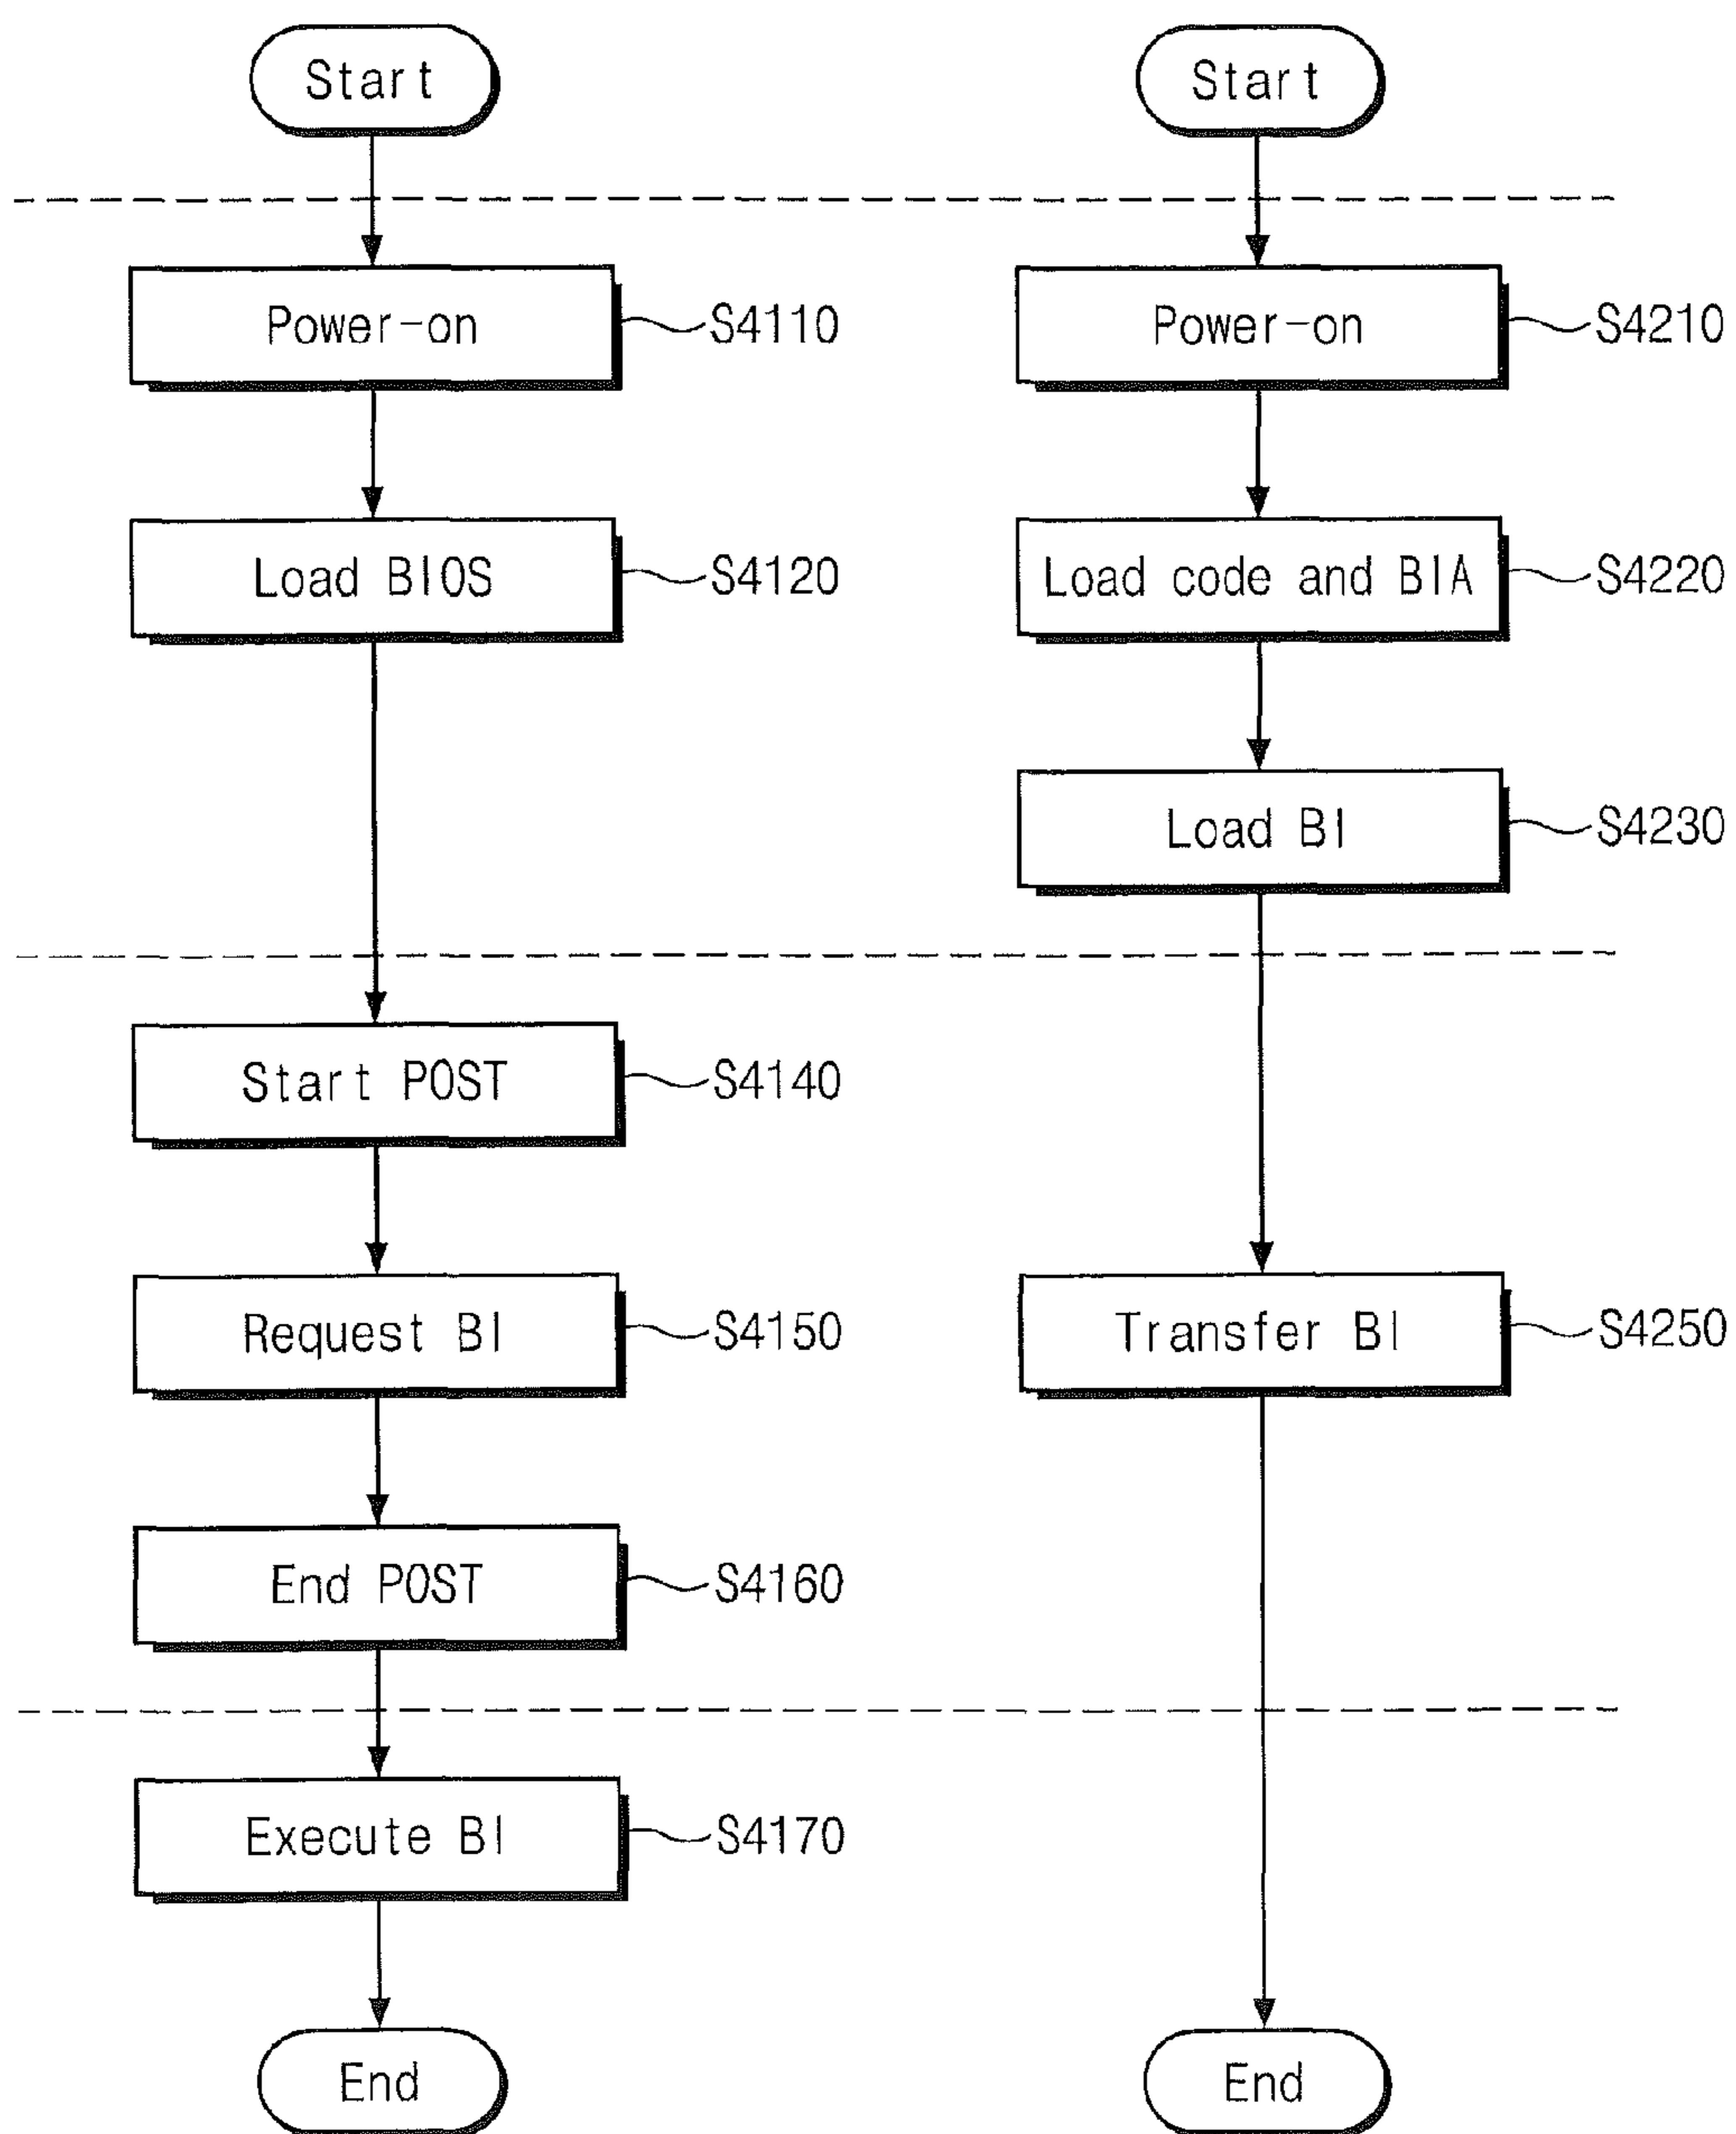 Start
Start
Power-on
S4110
Power-on
S4210
Load BIOS
S4120
Load code and BIA
S4220
Load BI
S4230
Start POST
S4140
Request BI
S4150
Transfer BI
S4250
End POST
S4160
Execute BI
S4170
End
End